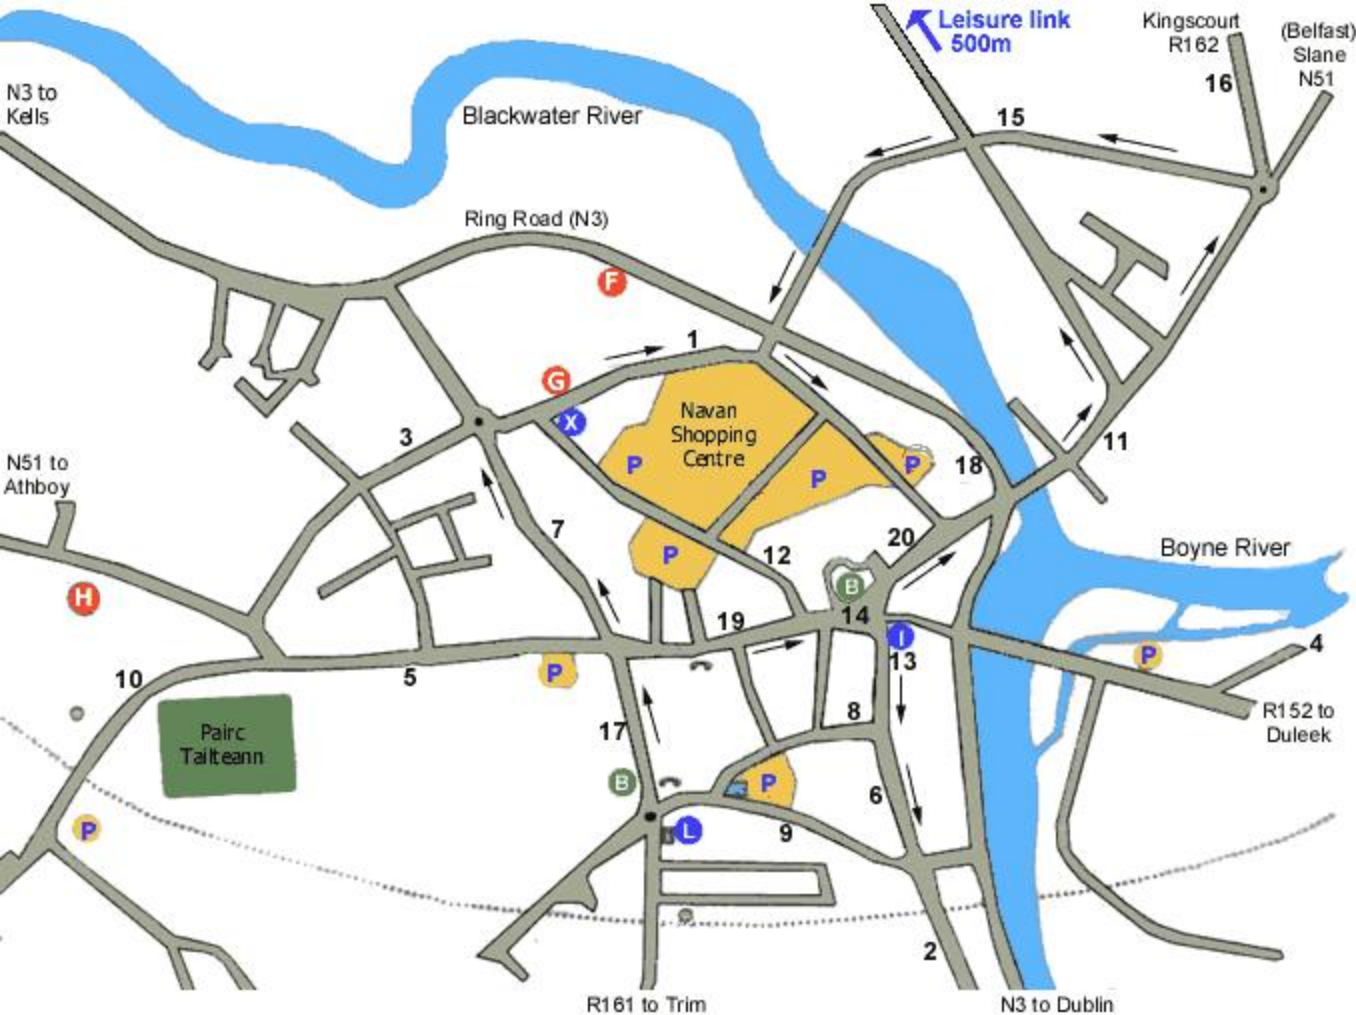 Leisure link
500m
Kingscourt
R162
(Belfast)
Slane
N51
16
15
N3 to
Kells
Blackwater River
Ring Road (N3)
F
1
G
X
Navan
Shopping
Centre
3
P
P
P
18
11
N51 to
Athboy
7
20
P
12
Boyne River
H
B
14
19
I
13
P
4
10
5
P
17
8
R152 to
Duleek
Pairc
Tailteann
B
P
6
P
L
9
2
R161 to Trim
N3 to Dublin